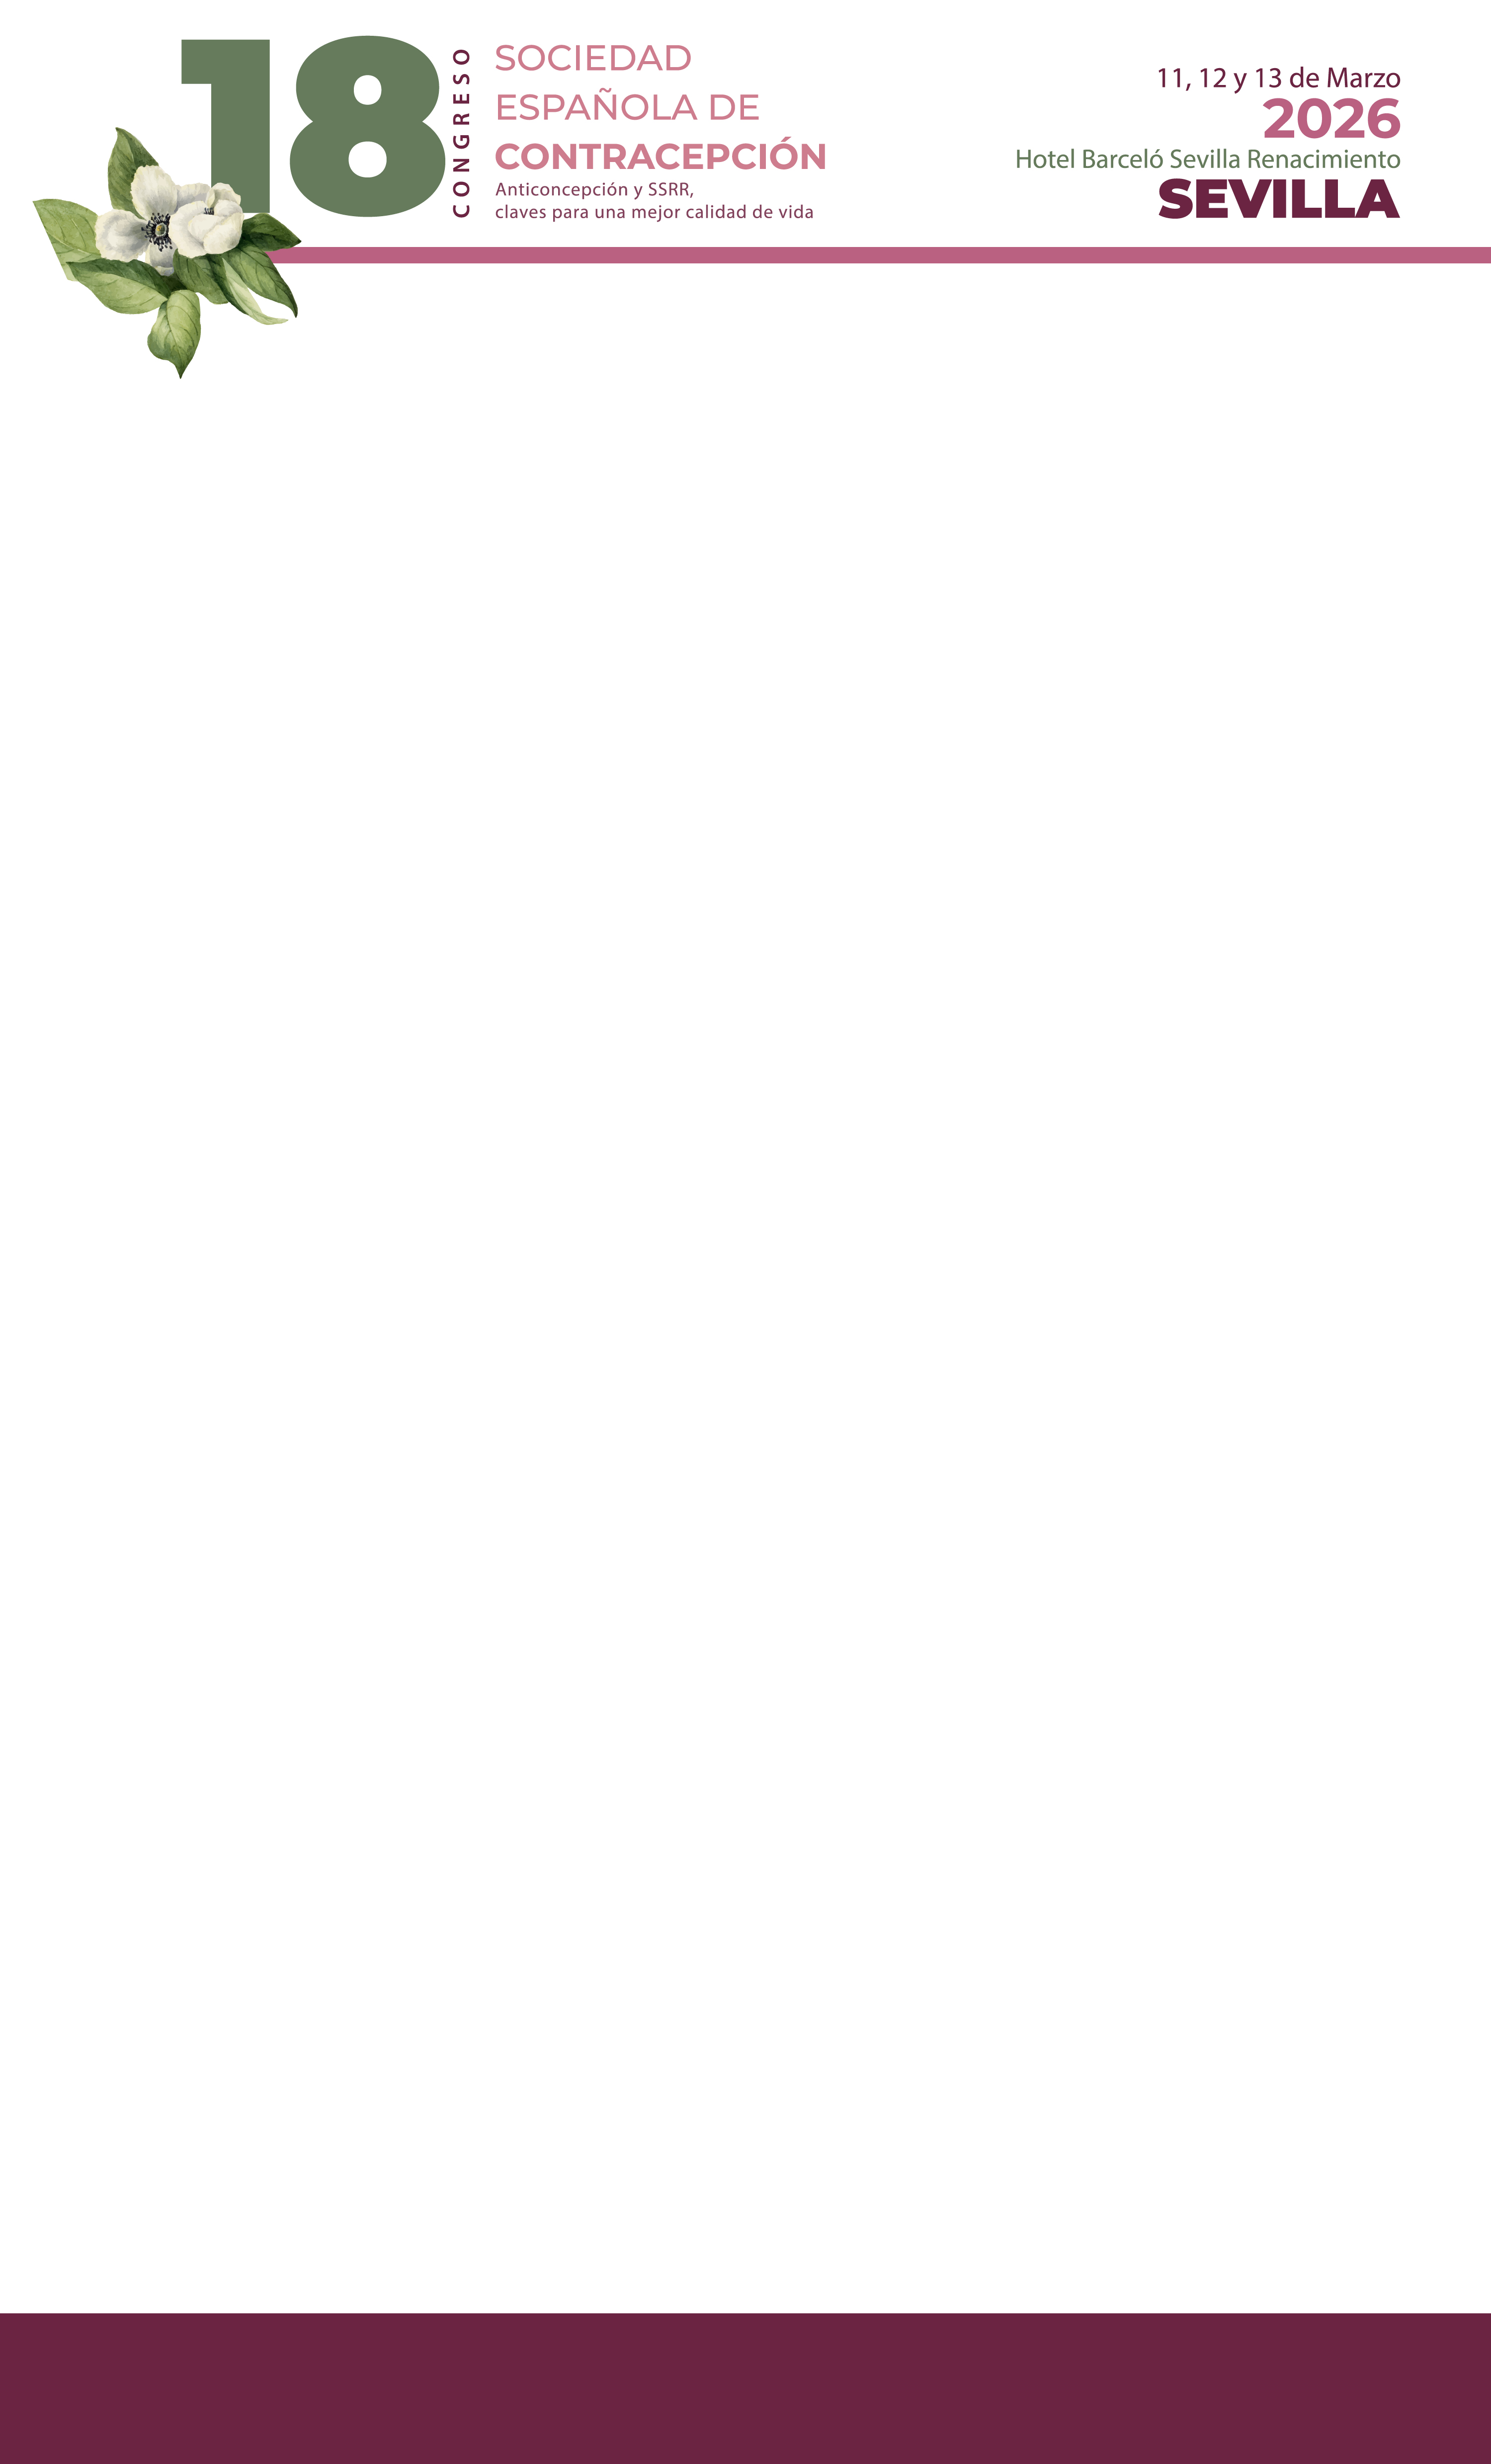 18
CONGRESO
SOCIEDAD
ESPAÑOLA DE
CONTRACEPCIÓN
Anticoncepción y SSRR,
claves para una mejor calidad de vida
11, 12 y 13 de Marzo
2026
Hotel Barceló Sevilla Renacimiento
SEVILLA